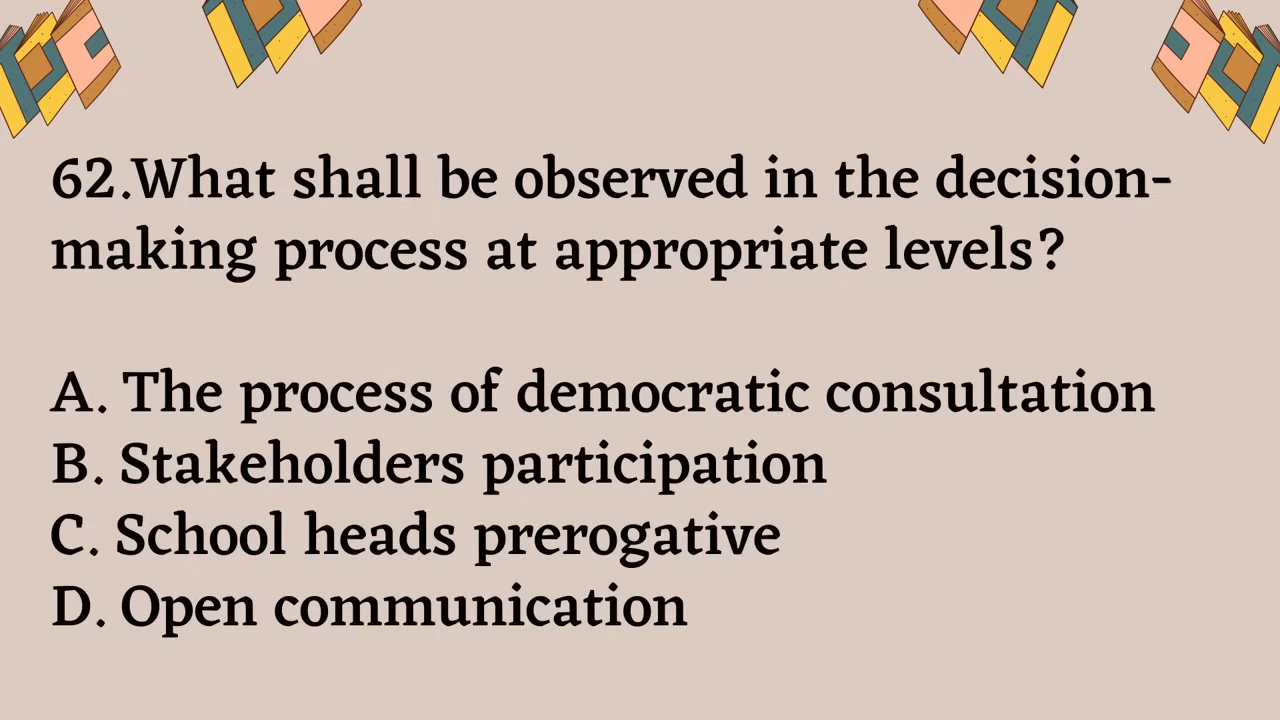 62.What shall be observed in the decision-
making process at appropriate levels?
A. The process of democratic consultation
B. Stakeholders participation
C. School heads prerogative
D. Open communication